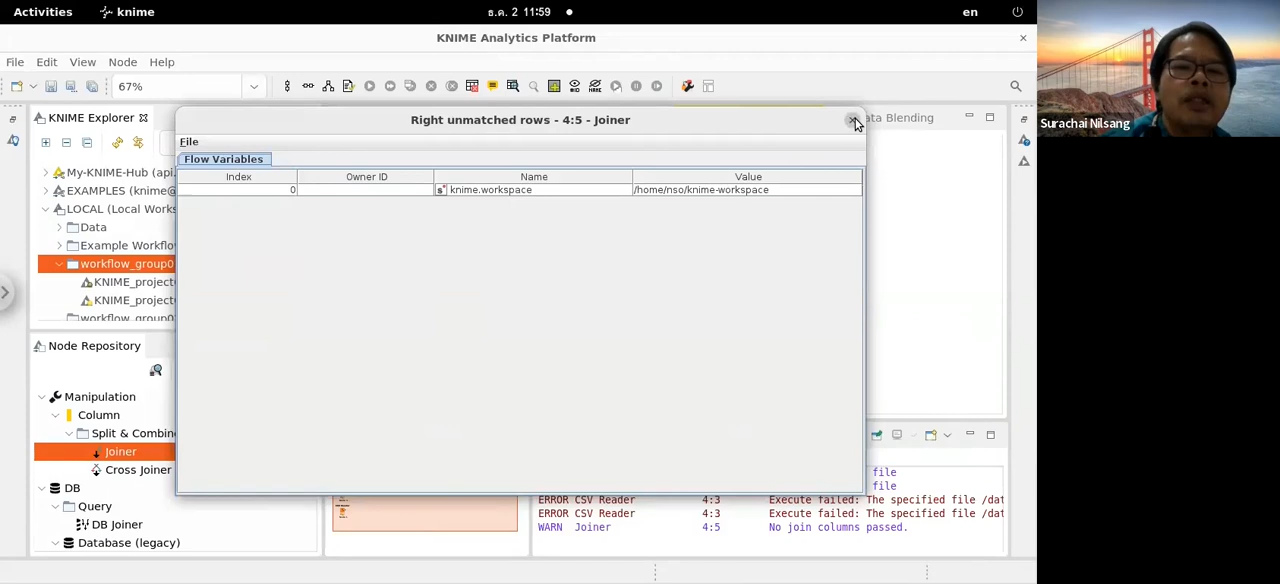 Activities knime ธ.ค. 2 11:59 en
KNIME Analytics Platform
File Edit View Node Help
67%
KNIME Explorer
Right unmatched rows - 4:5 - Joiner
ata Blending
File
Flow Variables
Index Owner ID Name Value
0 s knime.workspace /home/nso/knime-workspace
My-KNIME-Hub (api.
EXAMPLES (knime@
LOCAL (Local Works
Data
Example Workflo
workflow_group0
KNIME_project
KNIME_project
workflow_group0
Node Repository
Manipulation
Column
Split & Combin
Joiner
Cross Joiner
DB
Query
DB Joiner
Database (legacy)
file
file
ERROR CSV Reader 4:3 Execute failed: The specified file /dat
ERROR CSV Reader 4:3 Execute failed: The specified file /dat
WARN Joiner 4:5 No join columns passed.
Surachai Nilsang